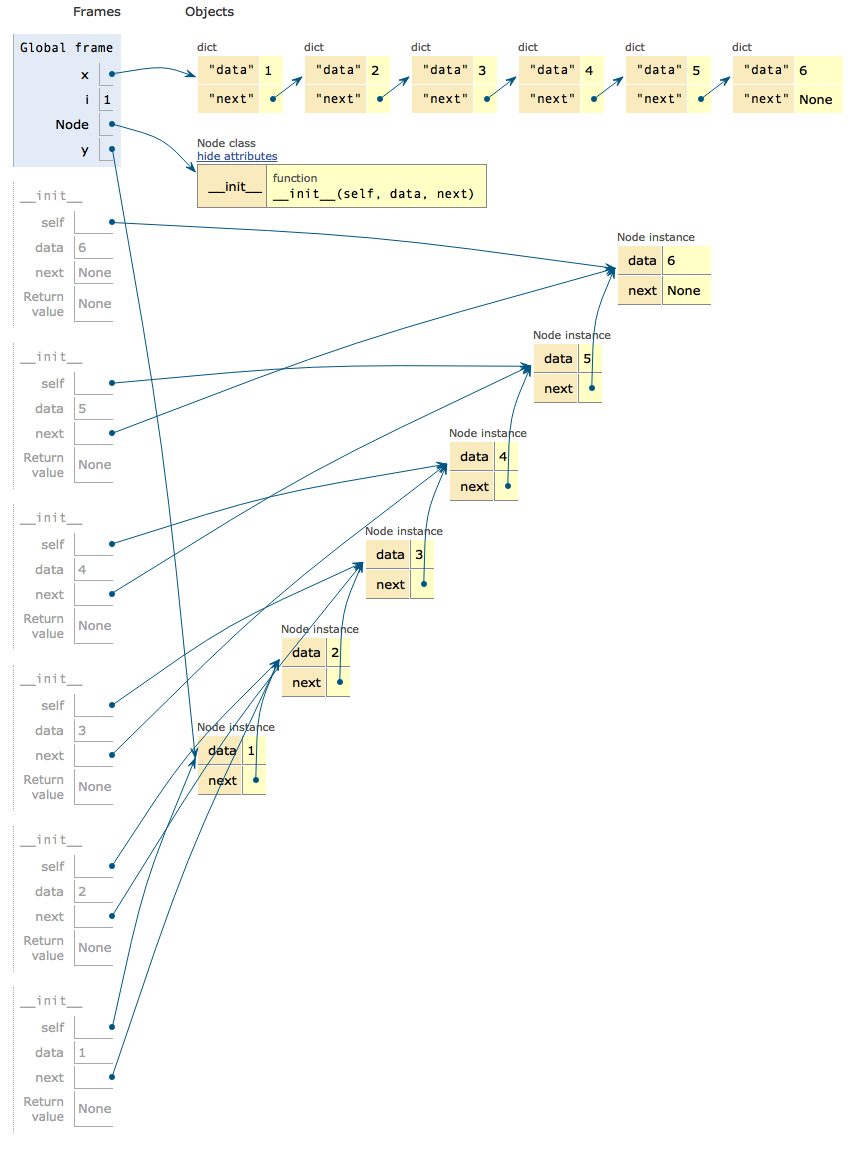 Frames Objects
Global frame
x
i 1
Node
y
dict dict dict dict dict dict
"data" 1 "data" 2 "data" 3 "data" 4 "data" 5 "data" 6
"next" "next" "next" "next" "next" "next" None
Node class
hide attributes
__init__ function
__init__(self, data, next)
__init__
self
data 6
next None
Return
value None
Node instance
data 6
next None
__init__
self
data 5
next
Return
value None
Node instance
data 5
next
Node instance
data 4
next
__init__
self
data 4
next
Return
value None
Node instance
data 3
next
Node instance
data 2
next
__init__
self
data 3
next
Return
value None
Node instance
data 1
next
__init__
self
data 2
next
Return
value None
__init__
self
data 1
next
Return
value None